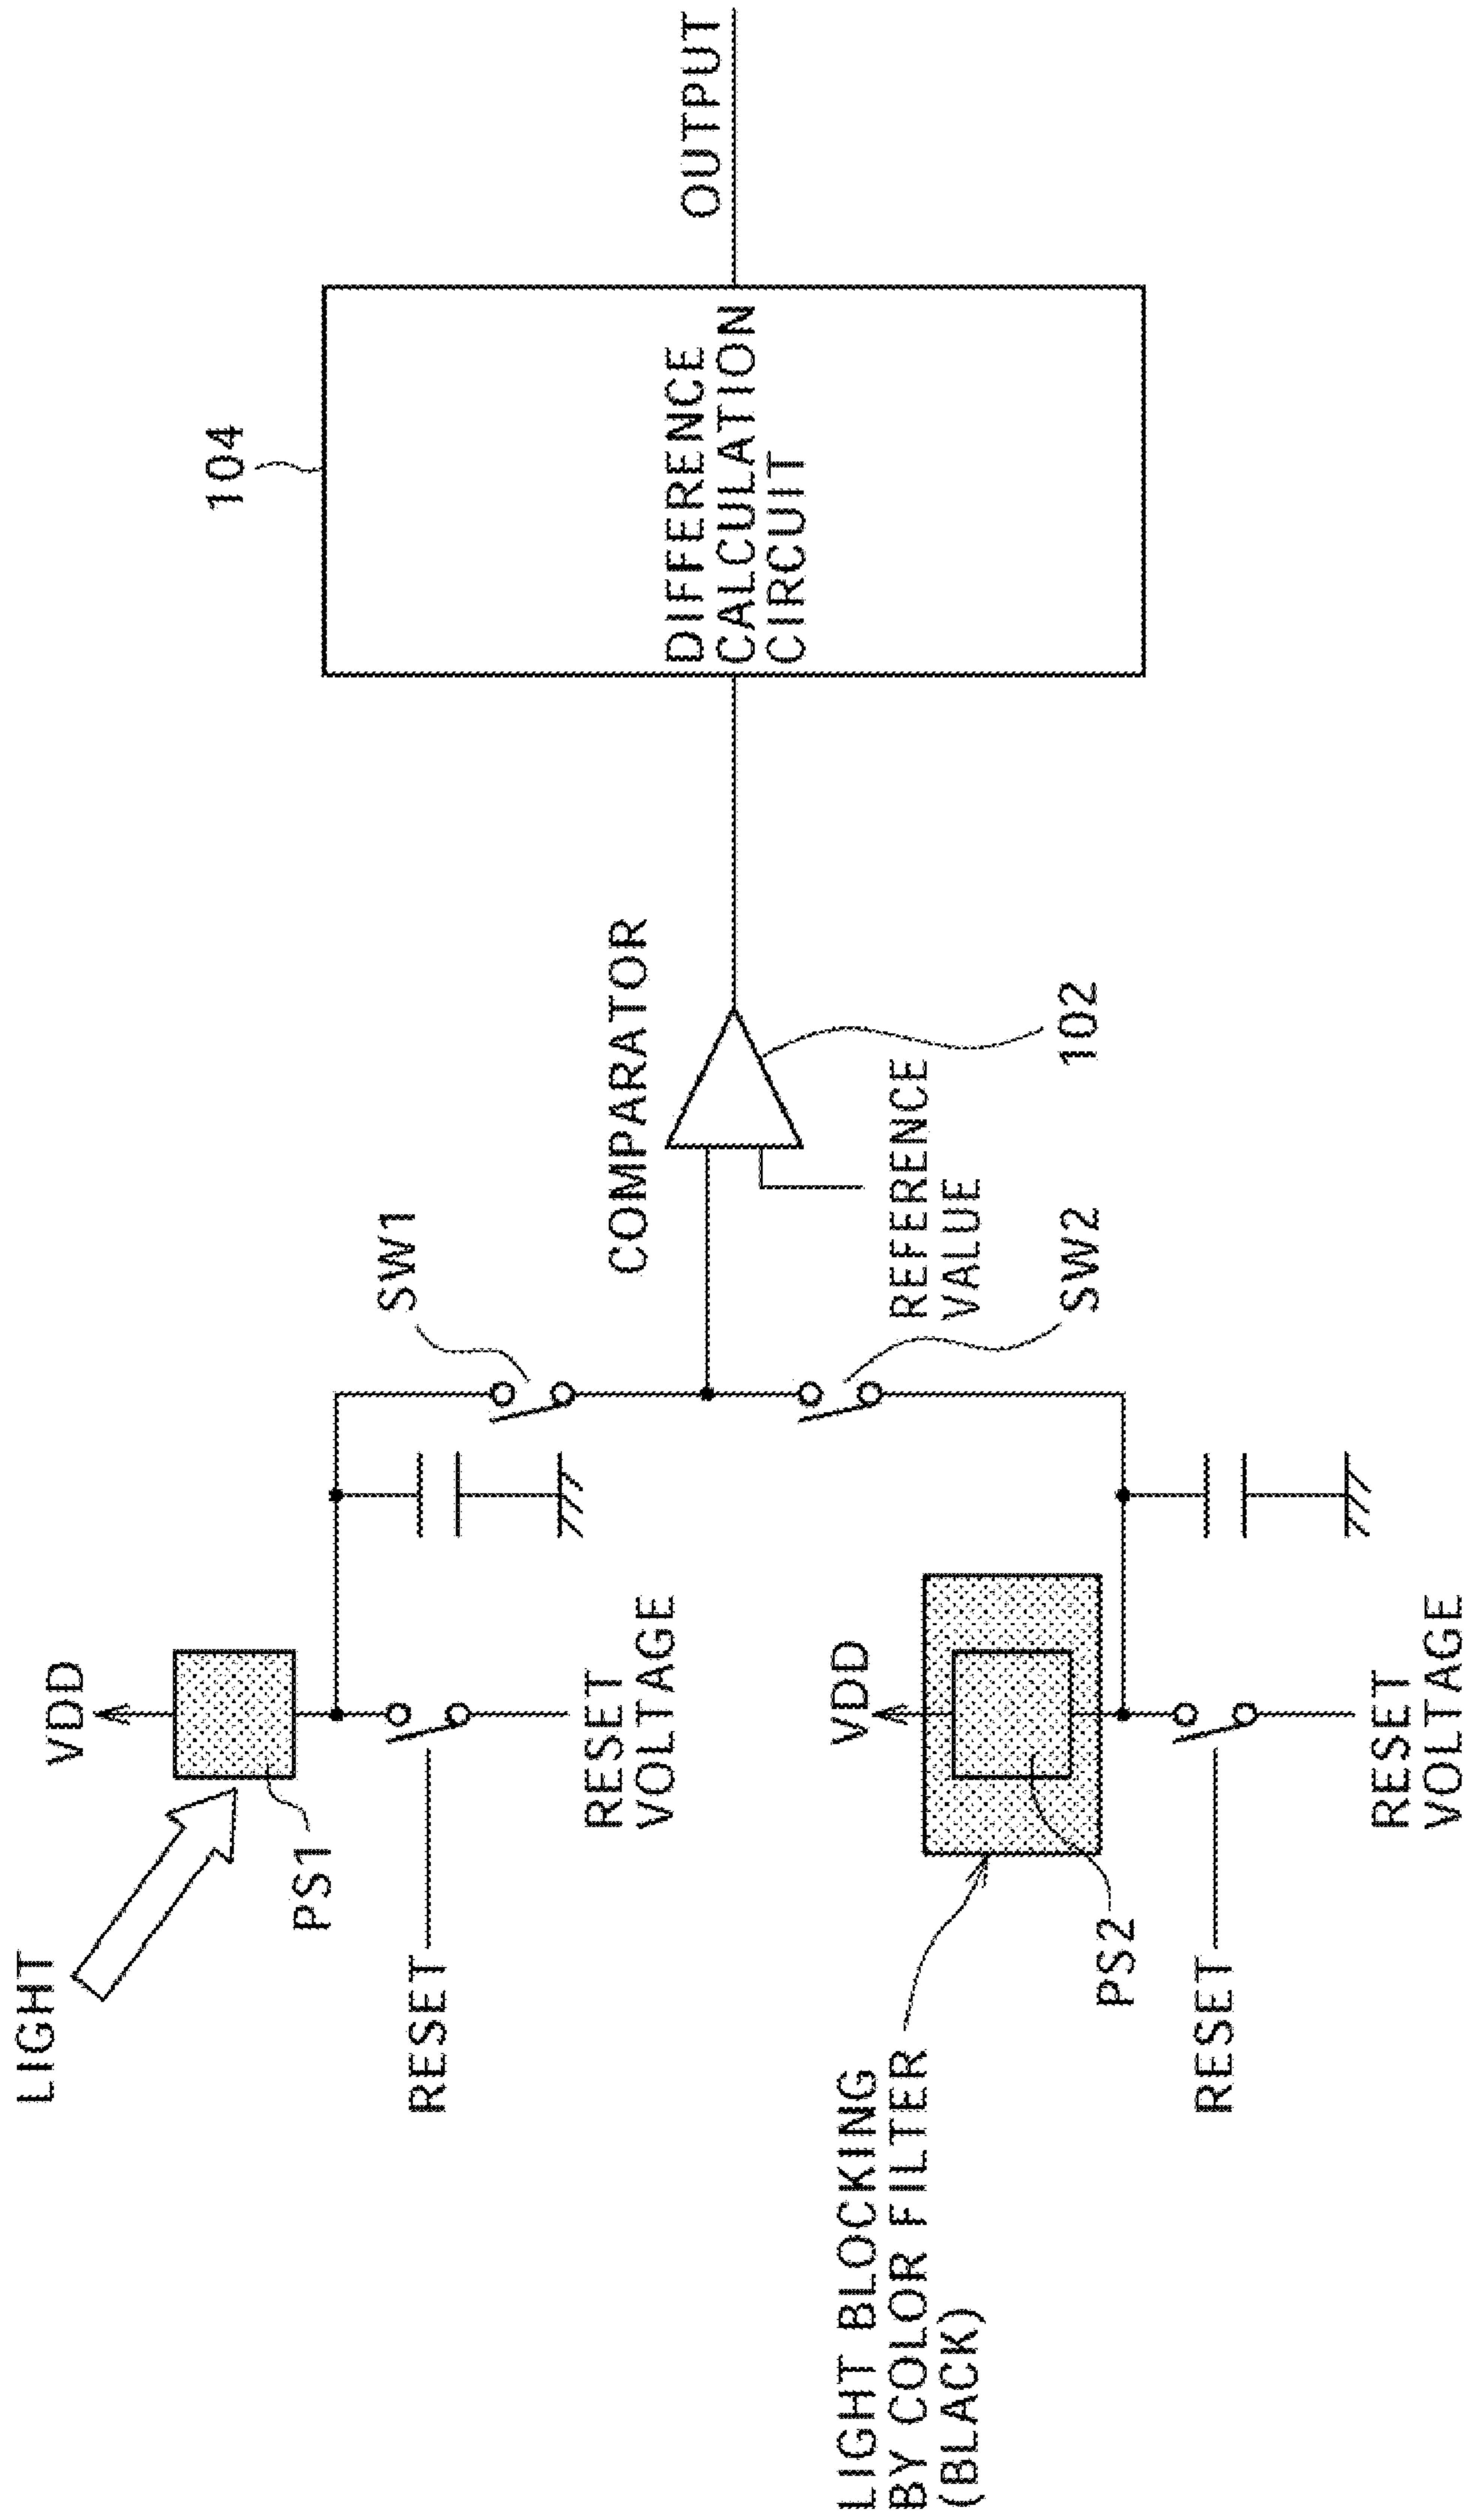 LIGHT
VDD
PS1
RESET
RESET
VOLTAGE
SW1
COMPARATOR
REFERENCE
VALUE
102
104
DIFFERENCE
CALCULATION
CIRCUIT
OUTPUT
LIGHT BLOCKING
BY COLOR FILTER
(BLACK)
VDD
PS2
SW2
RESET
RESET
VOLTAGE